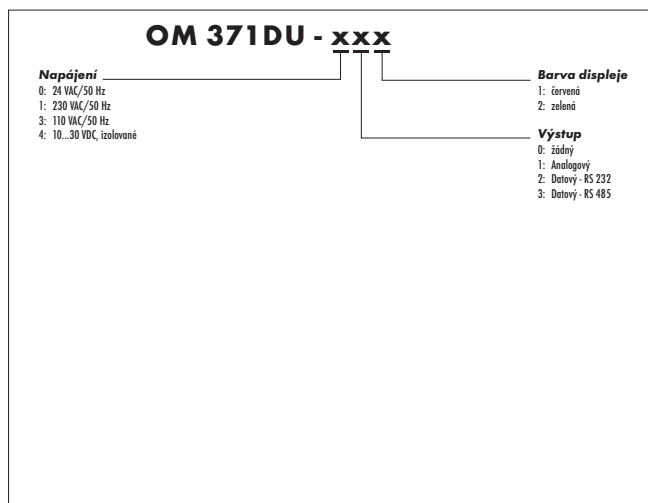 OM 371DU - xxx
Napájení
0: 24 VAC/50 Hz
1: 230 VAC/50 Hz
3: 110 VAC/50 Hz
4: 10...30 VDC, izolované
Barva displeje
1: červená
2: zelená
Výstup
0: žádný
1: Analogový
2: Datový - RS 232
3: Datový - RS 485